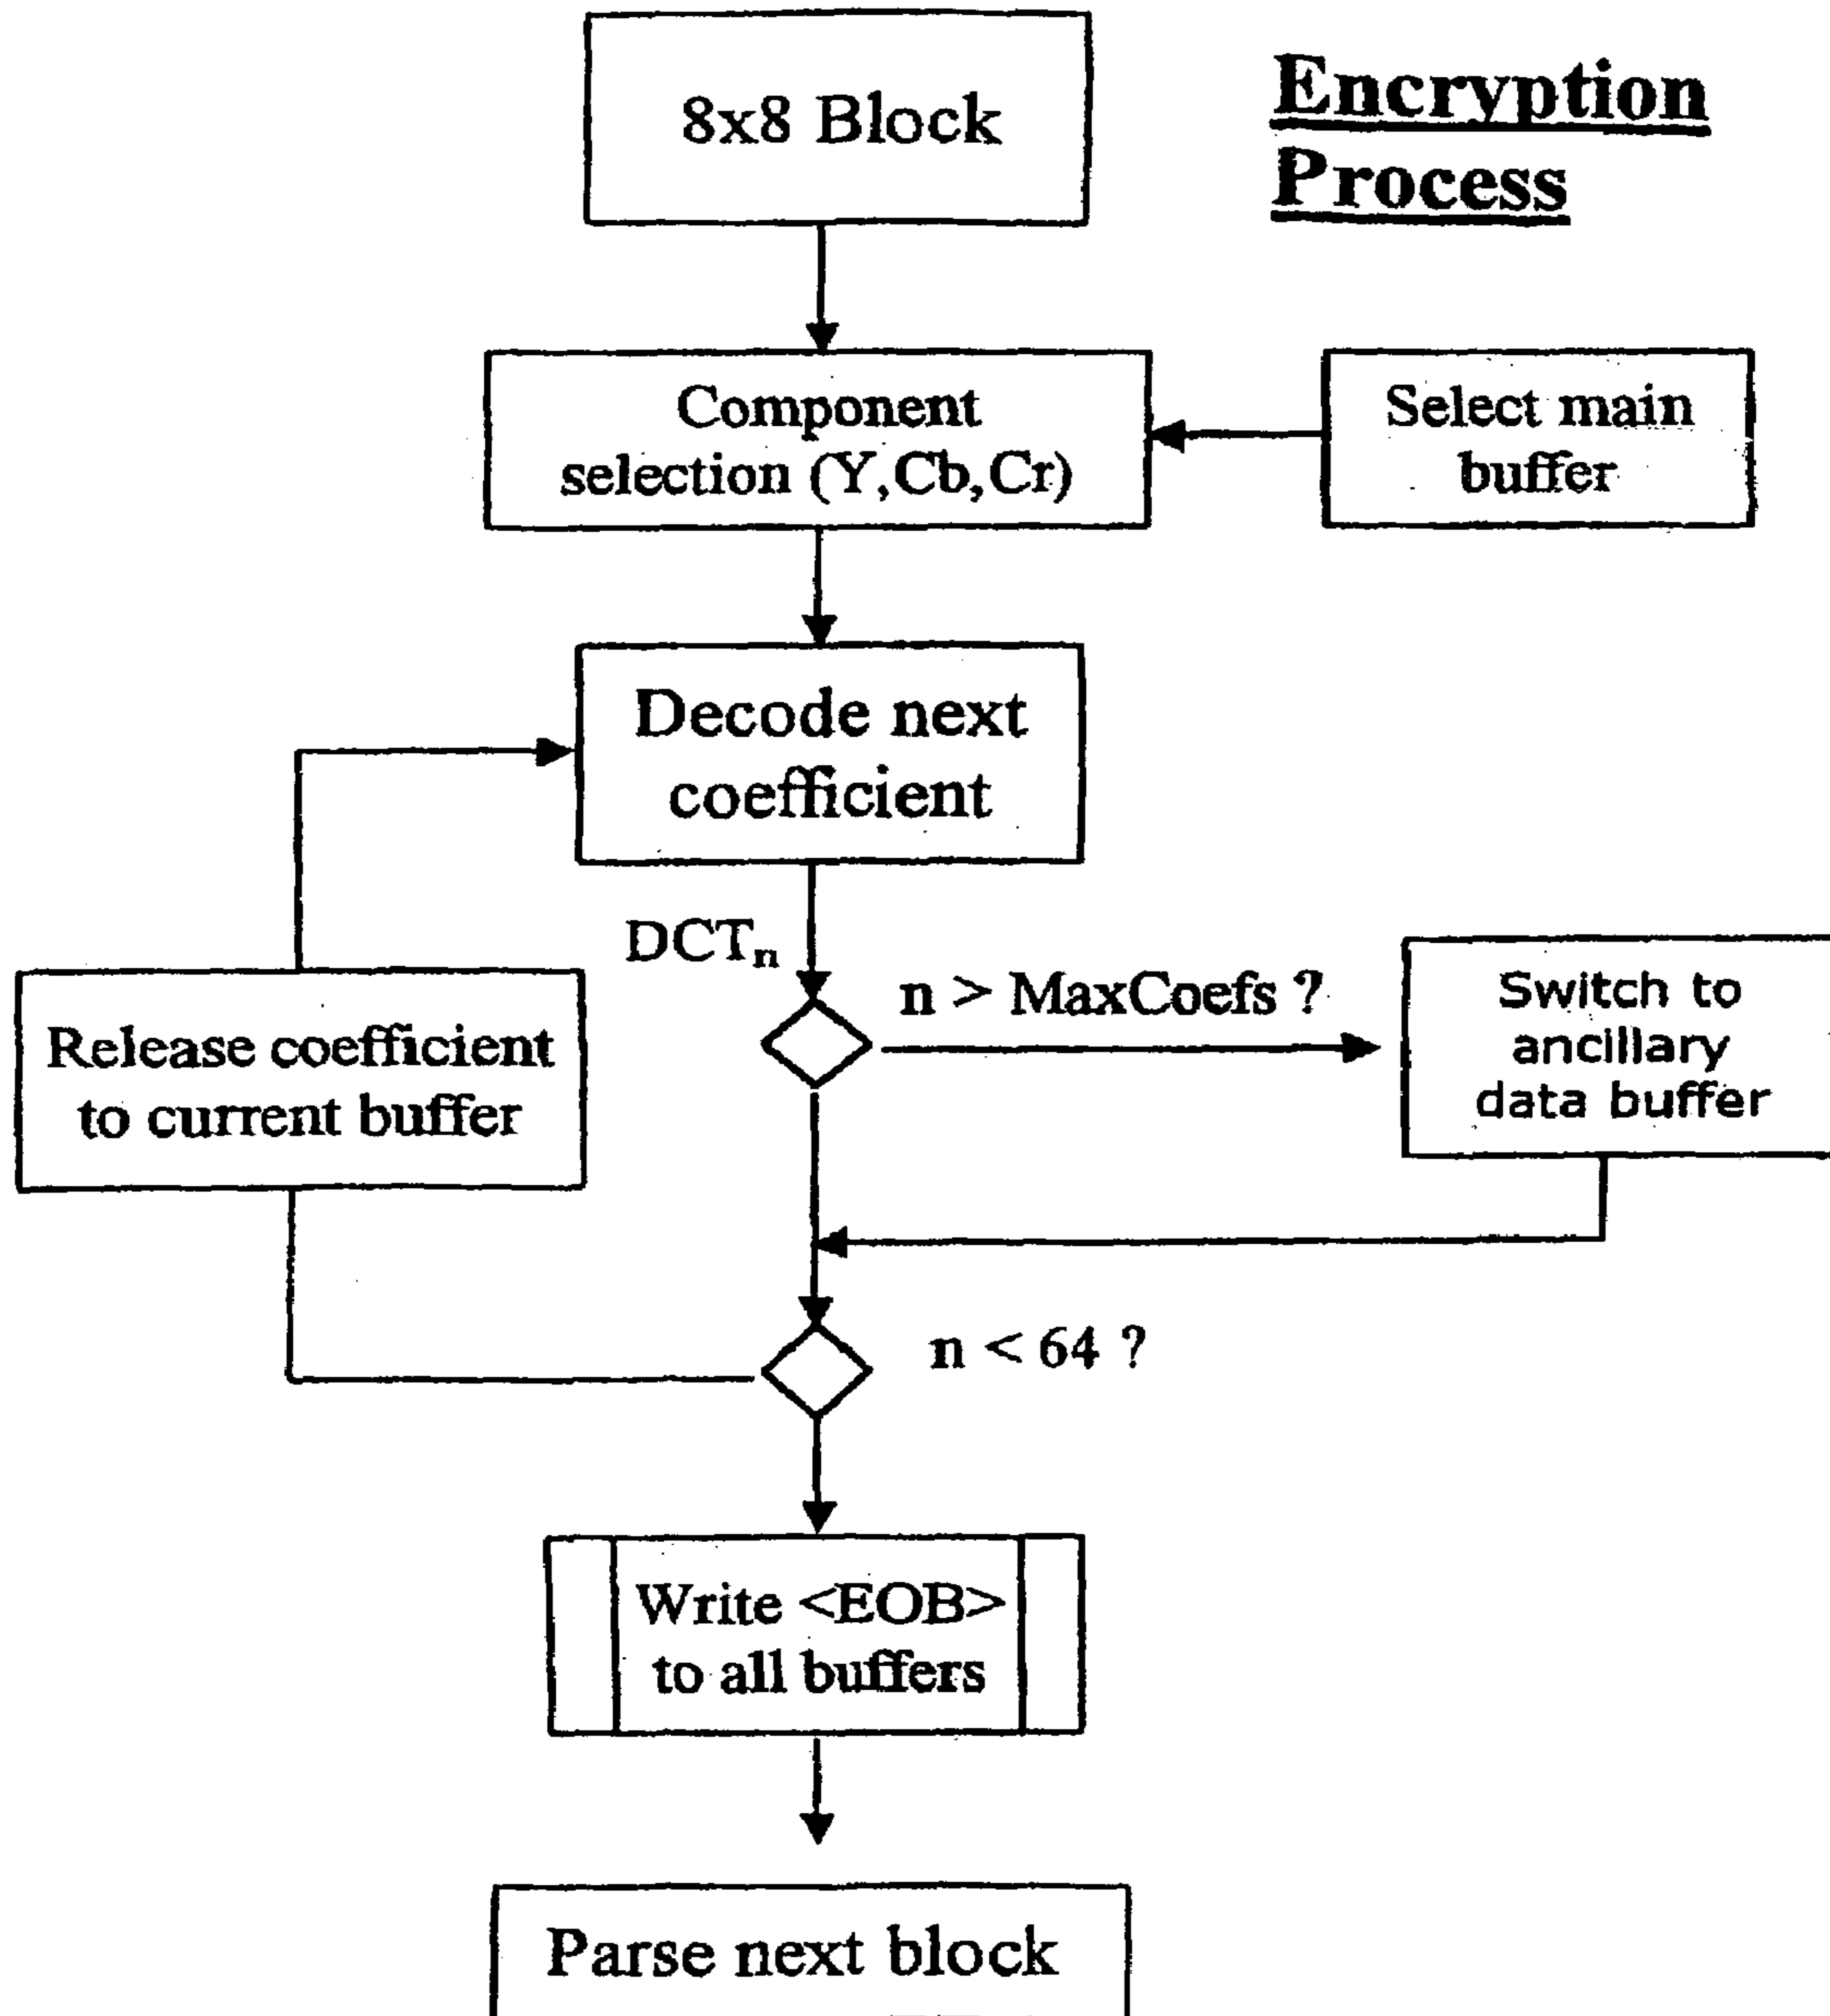 8x8 Block
Encryption
Process
Component
selection (Y,Cb,Cr)
Select main
buffer
Decode next
coefficient
DCTn
n > MaxCoefs ?
Switch to
ancillary
data buffer
Release coefficient
to current buffer
n < 64 ?
Write <EOB>
to all buffers
Parse next block